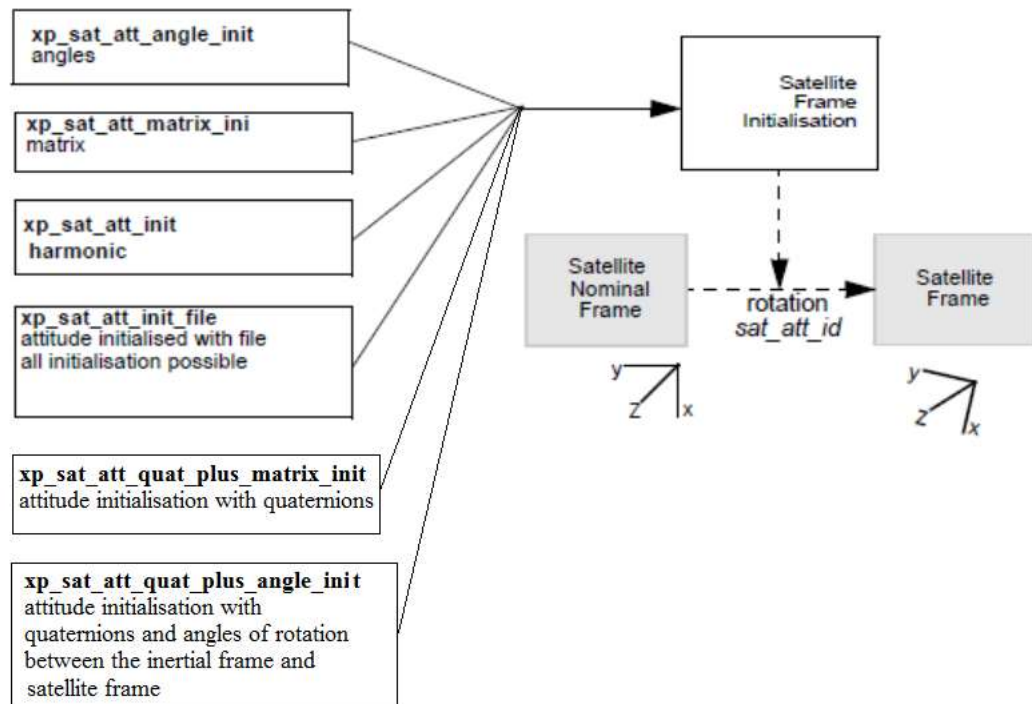 xp_sat_att_angle_init
angles
xp_sat_att_matrix_ini
matrix
xp_sat_att_init
harmonic
xp_sat_att_init_file
attitude initialised with file
all initialisation possible
xp_sat_att_quat_plus_matrix_init
attitude initialisation with quaternions
xp_sat_att_quat_plus_angle_init
attitude initialisation with
quaternions and angles of rotation
between the inertial frame and
satellite frame
Satellite
Frame
Initialisation
Satellite
Nominal
Frame
rotation
sat_att_id
Satellite
Frame
y
Z
x
y
Z
x